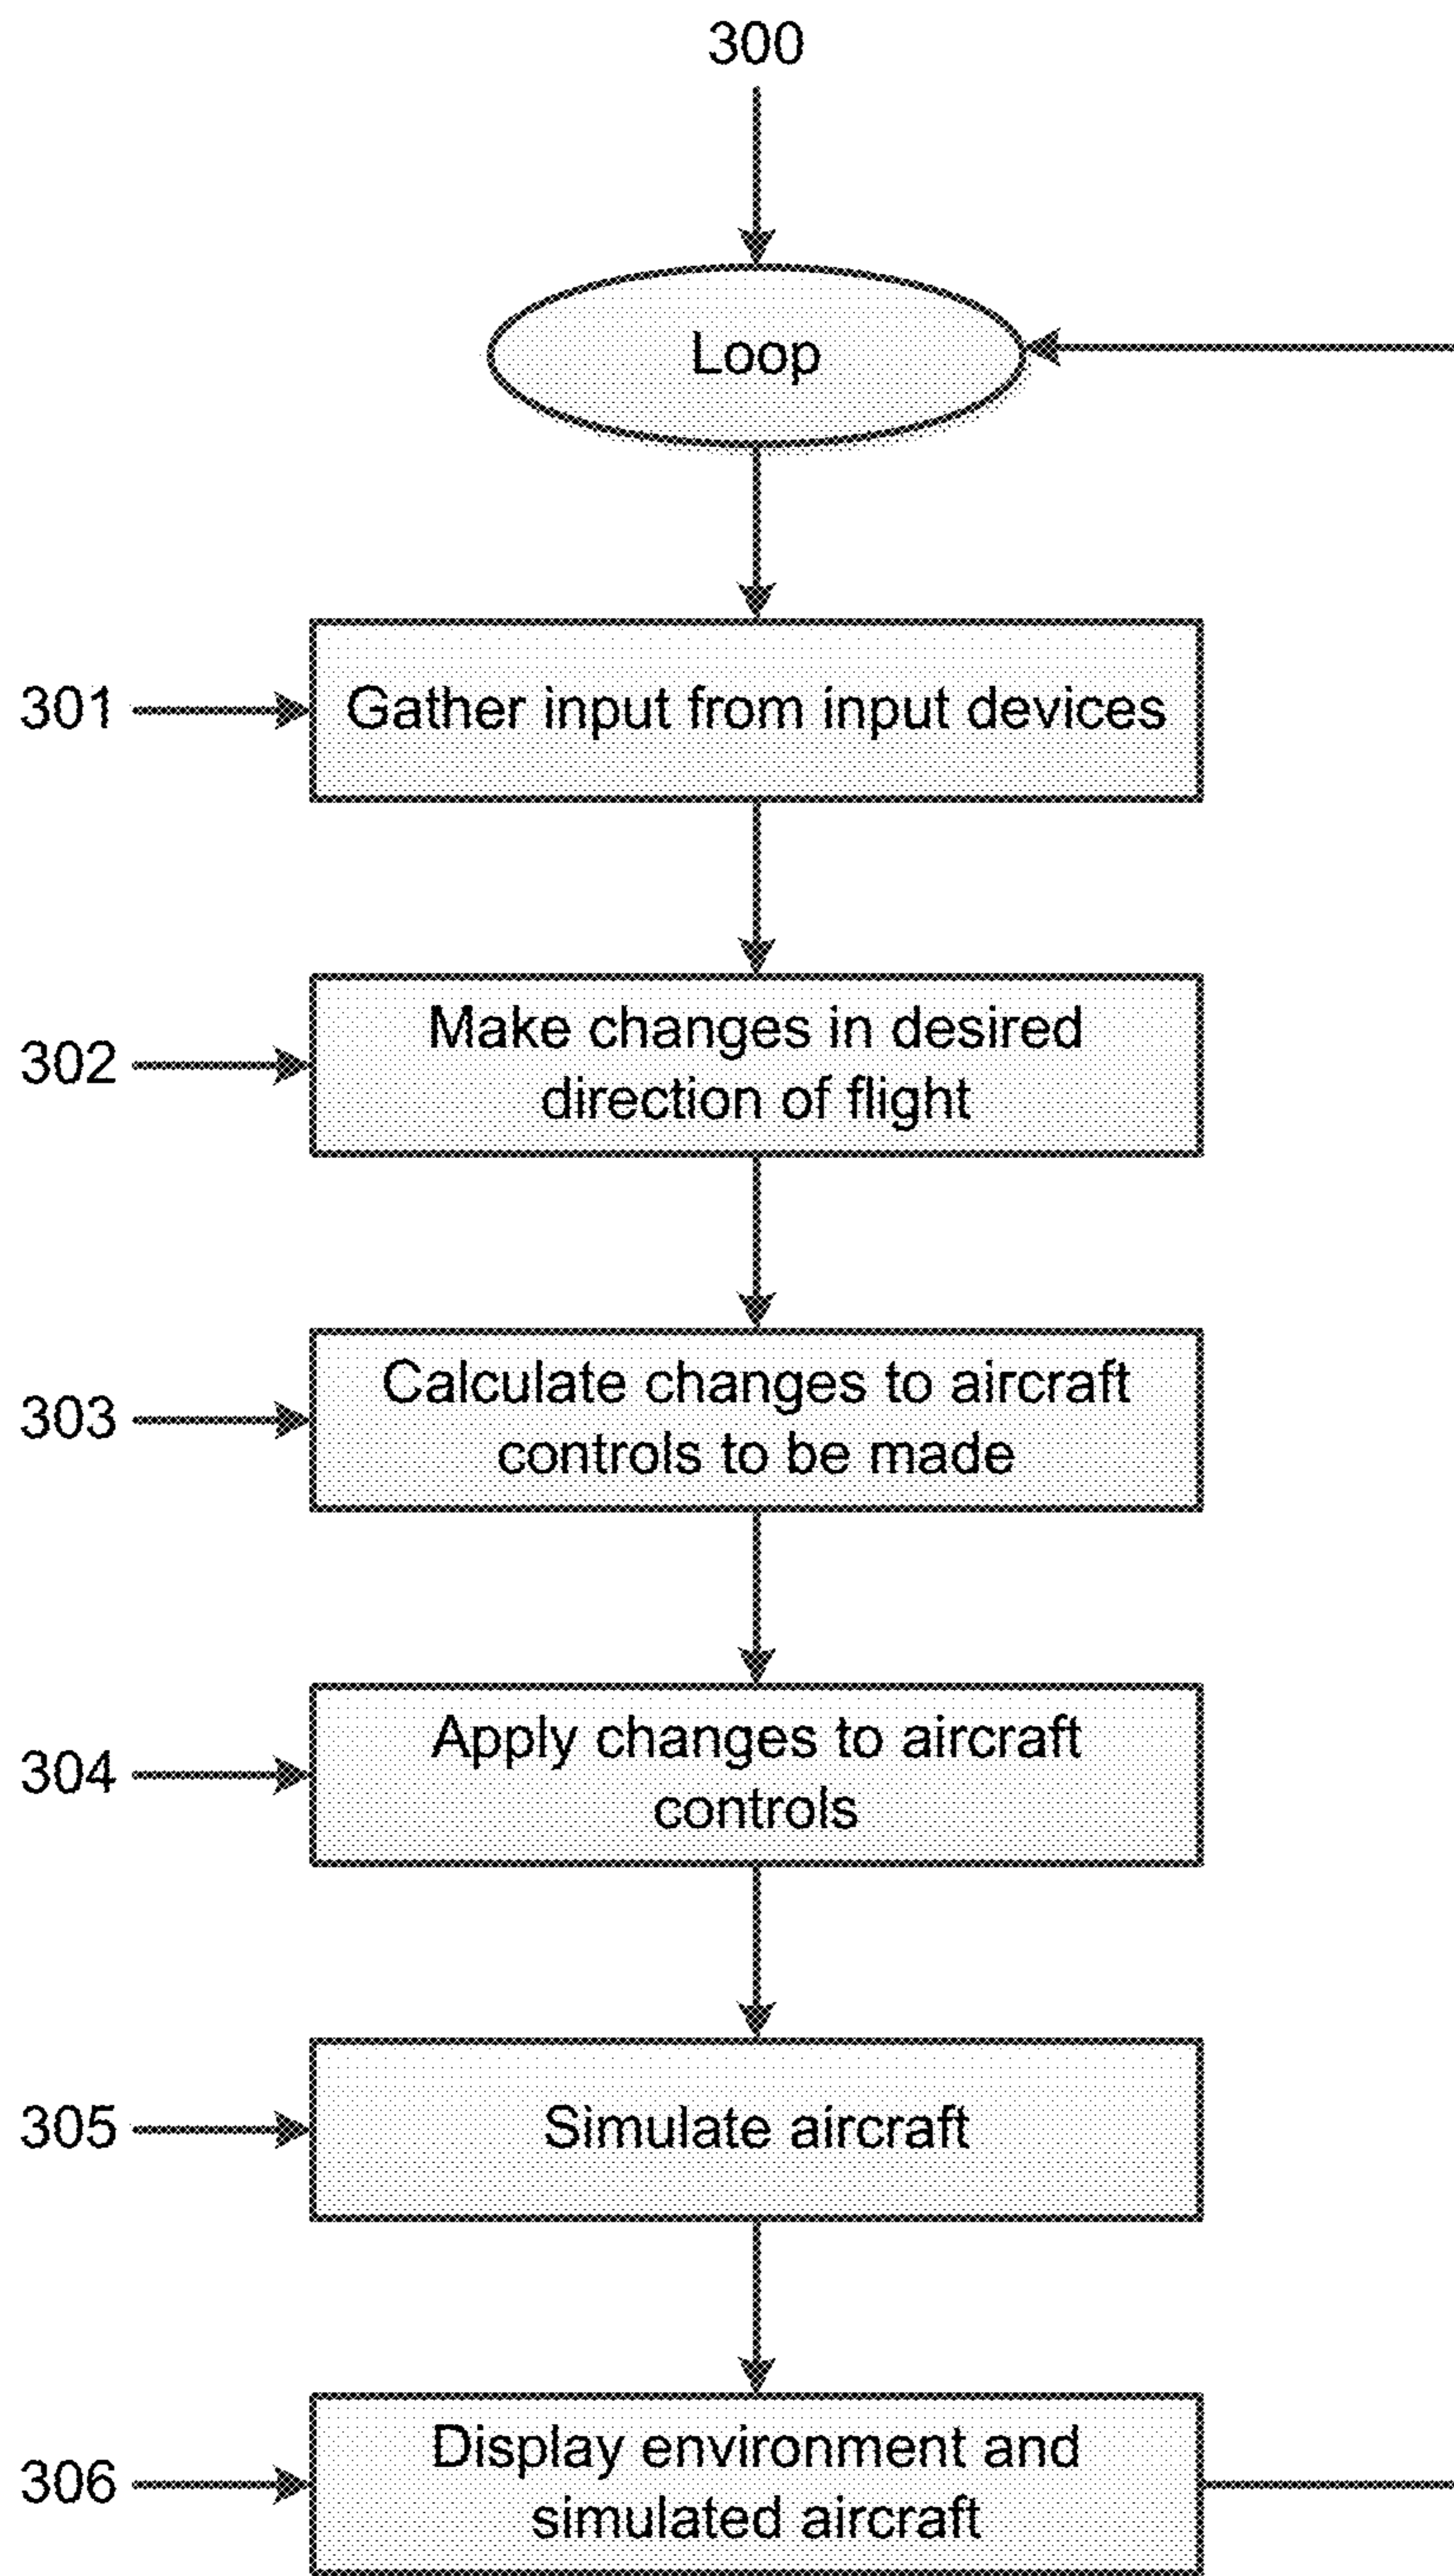 300
Loop
301
Gather input from input devices
302
Make changes in desired
direction of flight
303
Calculate changes to aircraft
controls to be made
304
Apply changes to aircraft
controls
305
Simulate aircraft
306
Display environment and
simulated aircraft